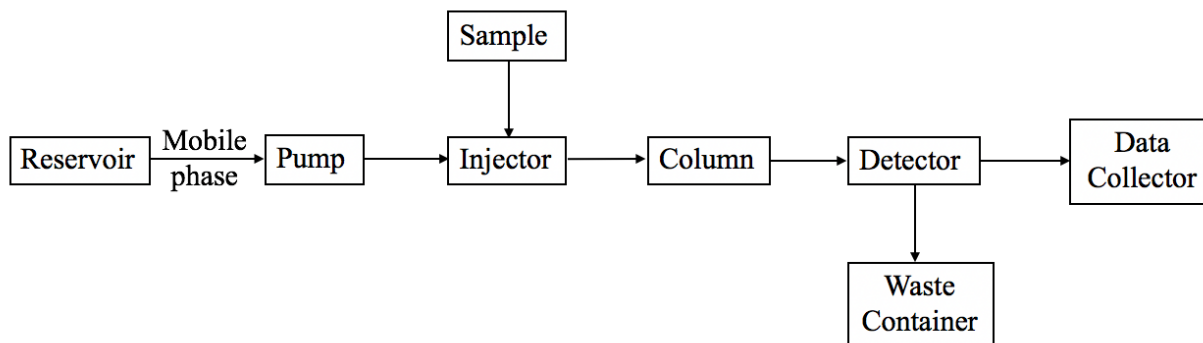 Sample
Reservoir
Mobile
phase
Pump
Injector
Column
Detector
Data
Collector
Waste
Container